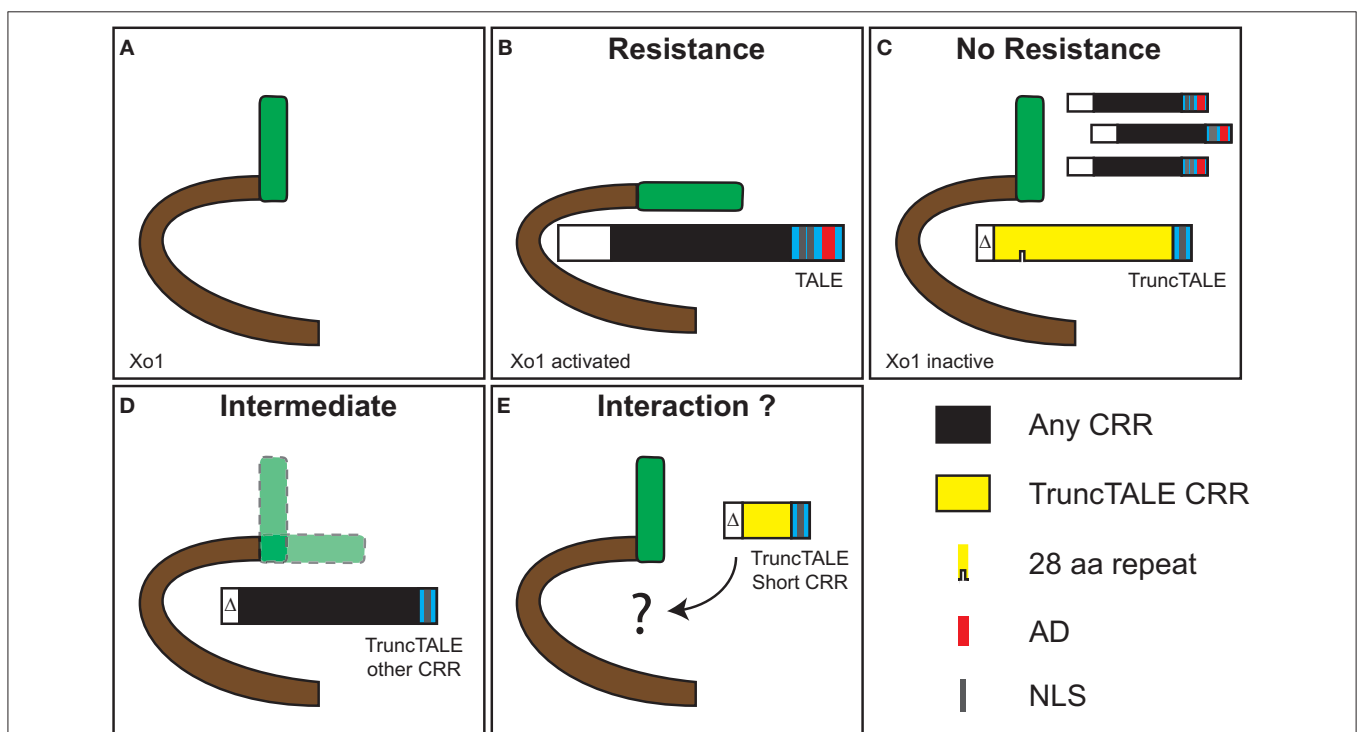 A
Xo1
B
Resistance
TALE
Xo1 activated
C
No Resistance
Δ
TruncTALE
Xo1 inactive
D
Intermediate
Δ
TruncTALE
other CRR
E
Interaction ?
Δ
TruncTALE
Short CRR
?
Any CRR
TruncTALE CRR
28 aa repeat
AD
NLS